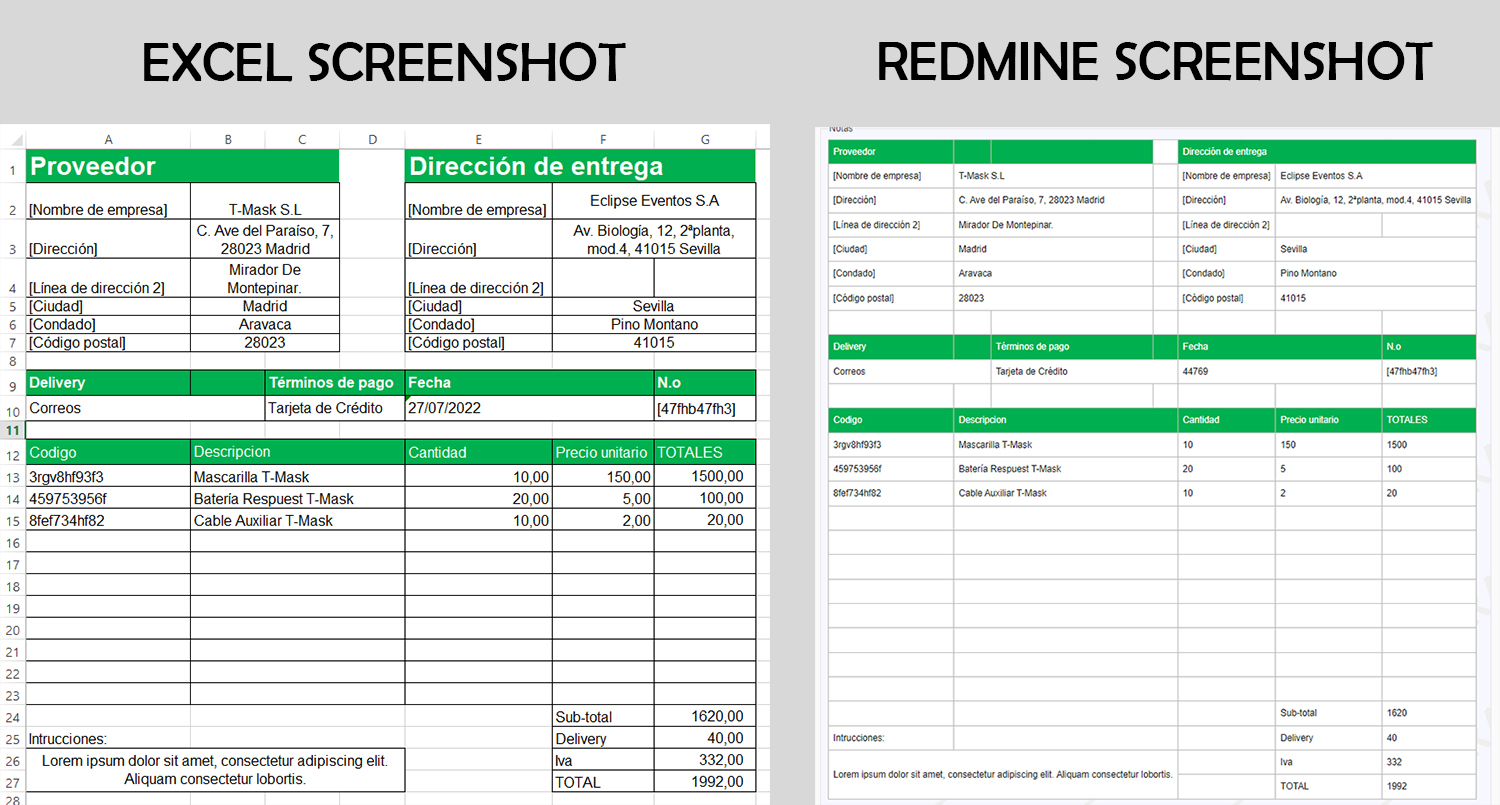 EXCEL SCREENSHOT
A B C D E F G
1 Proveedor Dirección de entrega
2 [Nombre de empresa] T-Mask S.L [Nombre de empresa] Eclipse Eventos S.A
3 [Dirección] C. Ave del Paraíso, 7, 28023 Madrid [Dirección] Av. Biología, 12, 2ªplanta, mod.4, 41015 Sevilla
4 [Línea de dirección 2] Mirador De Montepinar. [Línea de dirección 2]
5 [Ciudad] Madrid [Ciudad] Sevilla
6 [Condado] Aravaca [Condado] Pino Montano
7 [Código postal] 28023 [Código postal] 41015
8
9 Delivery Términos de pago Fecha N.o
10 Correos Tarjeta de Crédito 27/07/2022 [47fhb47fh3]
11
12 Codigo Descripcion Cantidad Precio unitario TOTALES
13 3rgv8hf93f3 Mascarilla T-Mask 10,00 150,00 1500,00
14 459753956f Batería Respuest T-Mask 20,00 5,00 100,00
15 8fef734hf82 Cable Auxiliar T-Mask 10,00 2,00 20,00
16
17
18
19
20
21
22
23
24 Sub-total 1620,00
25 Intrucciones: Delivery 40,00
26 Lorem ipsum dolor sit amet, consectetur adipiscing elit. Iva 332,00
27 Aliquam consectetur lobortis. TOTAL 1992,00
28
REDMINE SCREENSHOT
Notas
Proveedor Dirección de entrega
[Nombre de empresa] T-Mask S.L [Nombre de empresa] Eclipse Eventos S.A
[Dirección] C. Ave del Paraíso, 7, 28023 Madrid [Dirección] Av. Biología, 12, 2ªplanta, mod.4, 41015 Sevilla
[Línea de dirección 2] Mirador De Montepinar. [Línea de dirección 2]
[Ciudad] Madrid [Ciudad] Sevilla
[Condado] Aravaca [Condado] Pino Montano
[Código postal] 28023 [Código postal] 41015
Delivery Términos de pago Fecha N.o
Correos Tarjeta de Crédito 44769 [47fhb47fh3]
Codigo Descripcion Cantidad Precio unitario TOTALES
3rgv8hf93f3 Mascarilla T-Mask 10 150 1500
459753956f Batería Respuest T-Mask 20 5 100
8fef734hf82 Cable Auxiliar T-Mask 10 2 20
Sub-total 1620
Intrucciones: Delivery 40
Iva 332
Lorem ipsum dolor sit amet, consectetur adipiscing elit. Aliquam consectetur lobortis.
TOTAL 1992